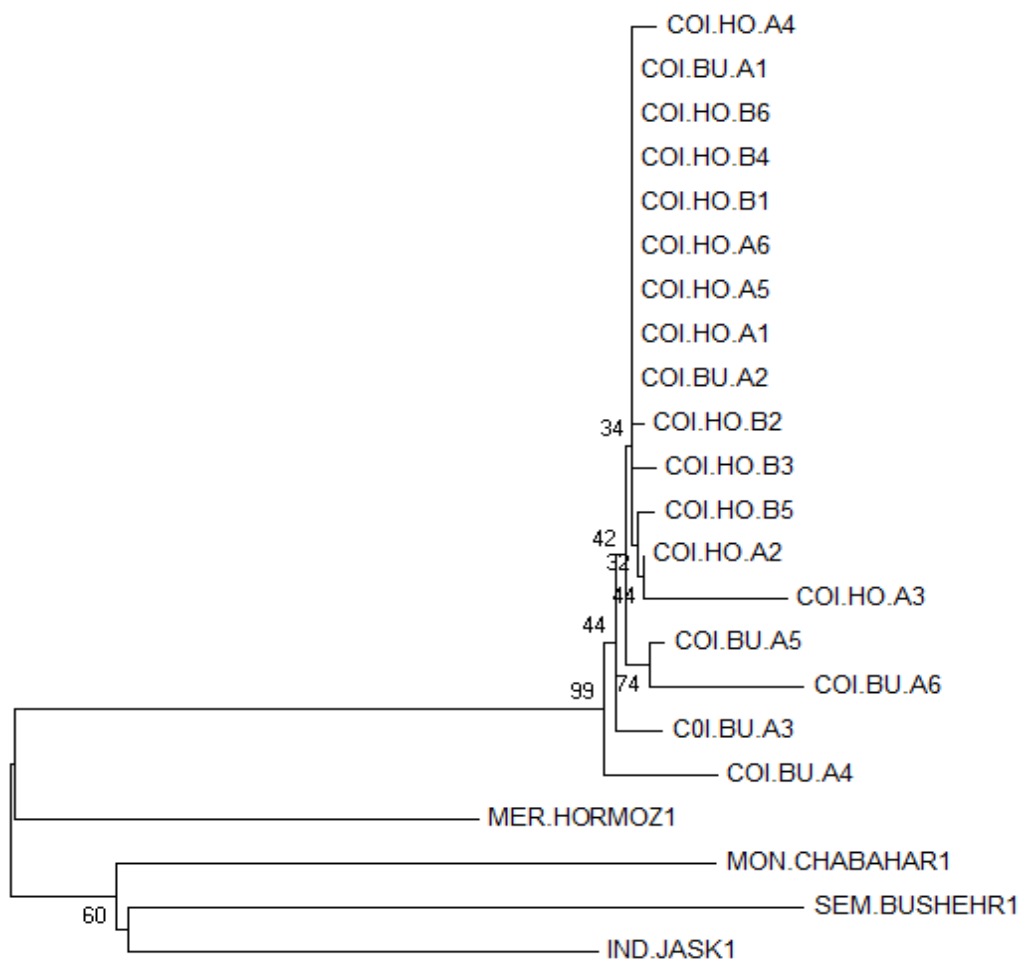 COI.HO.A4
COI.BU.A1
COI.HO.B6
COI.HO.B4
COI.HO.B1
COI.HO.A6
COI.HO.A5
COI.HO.A1
COI.BU.A2
COI.HO.B2
34
COI.HO.B3
COI.HO.B5
42
COI.HO.A2
32
44
COI.HO.A3
44
COI.BU.A5
74
COI.BU.A6
99
C0I.BU.A3
COI.BU.A4
MER.HORMOZ1
MON.CHABAHAR1
60
SEM.BUSHEHR1
IND.JASK1